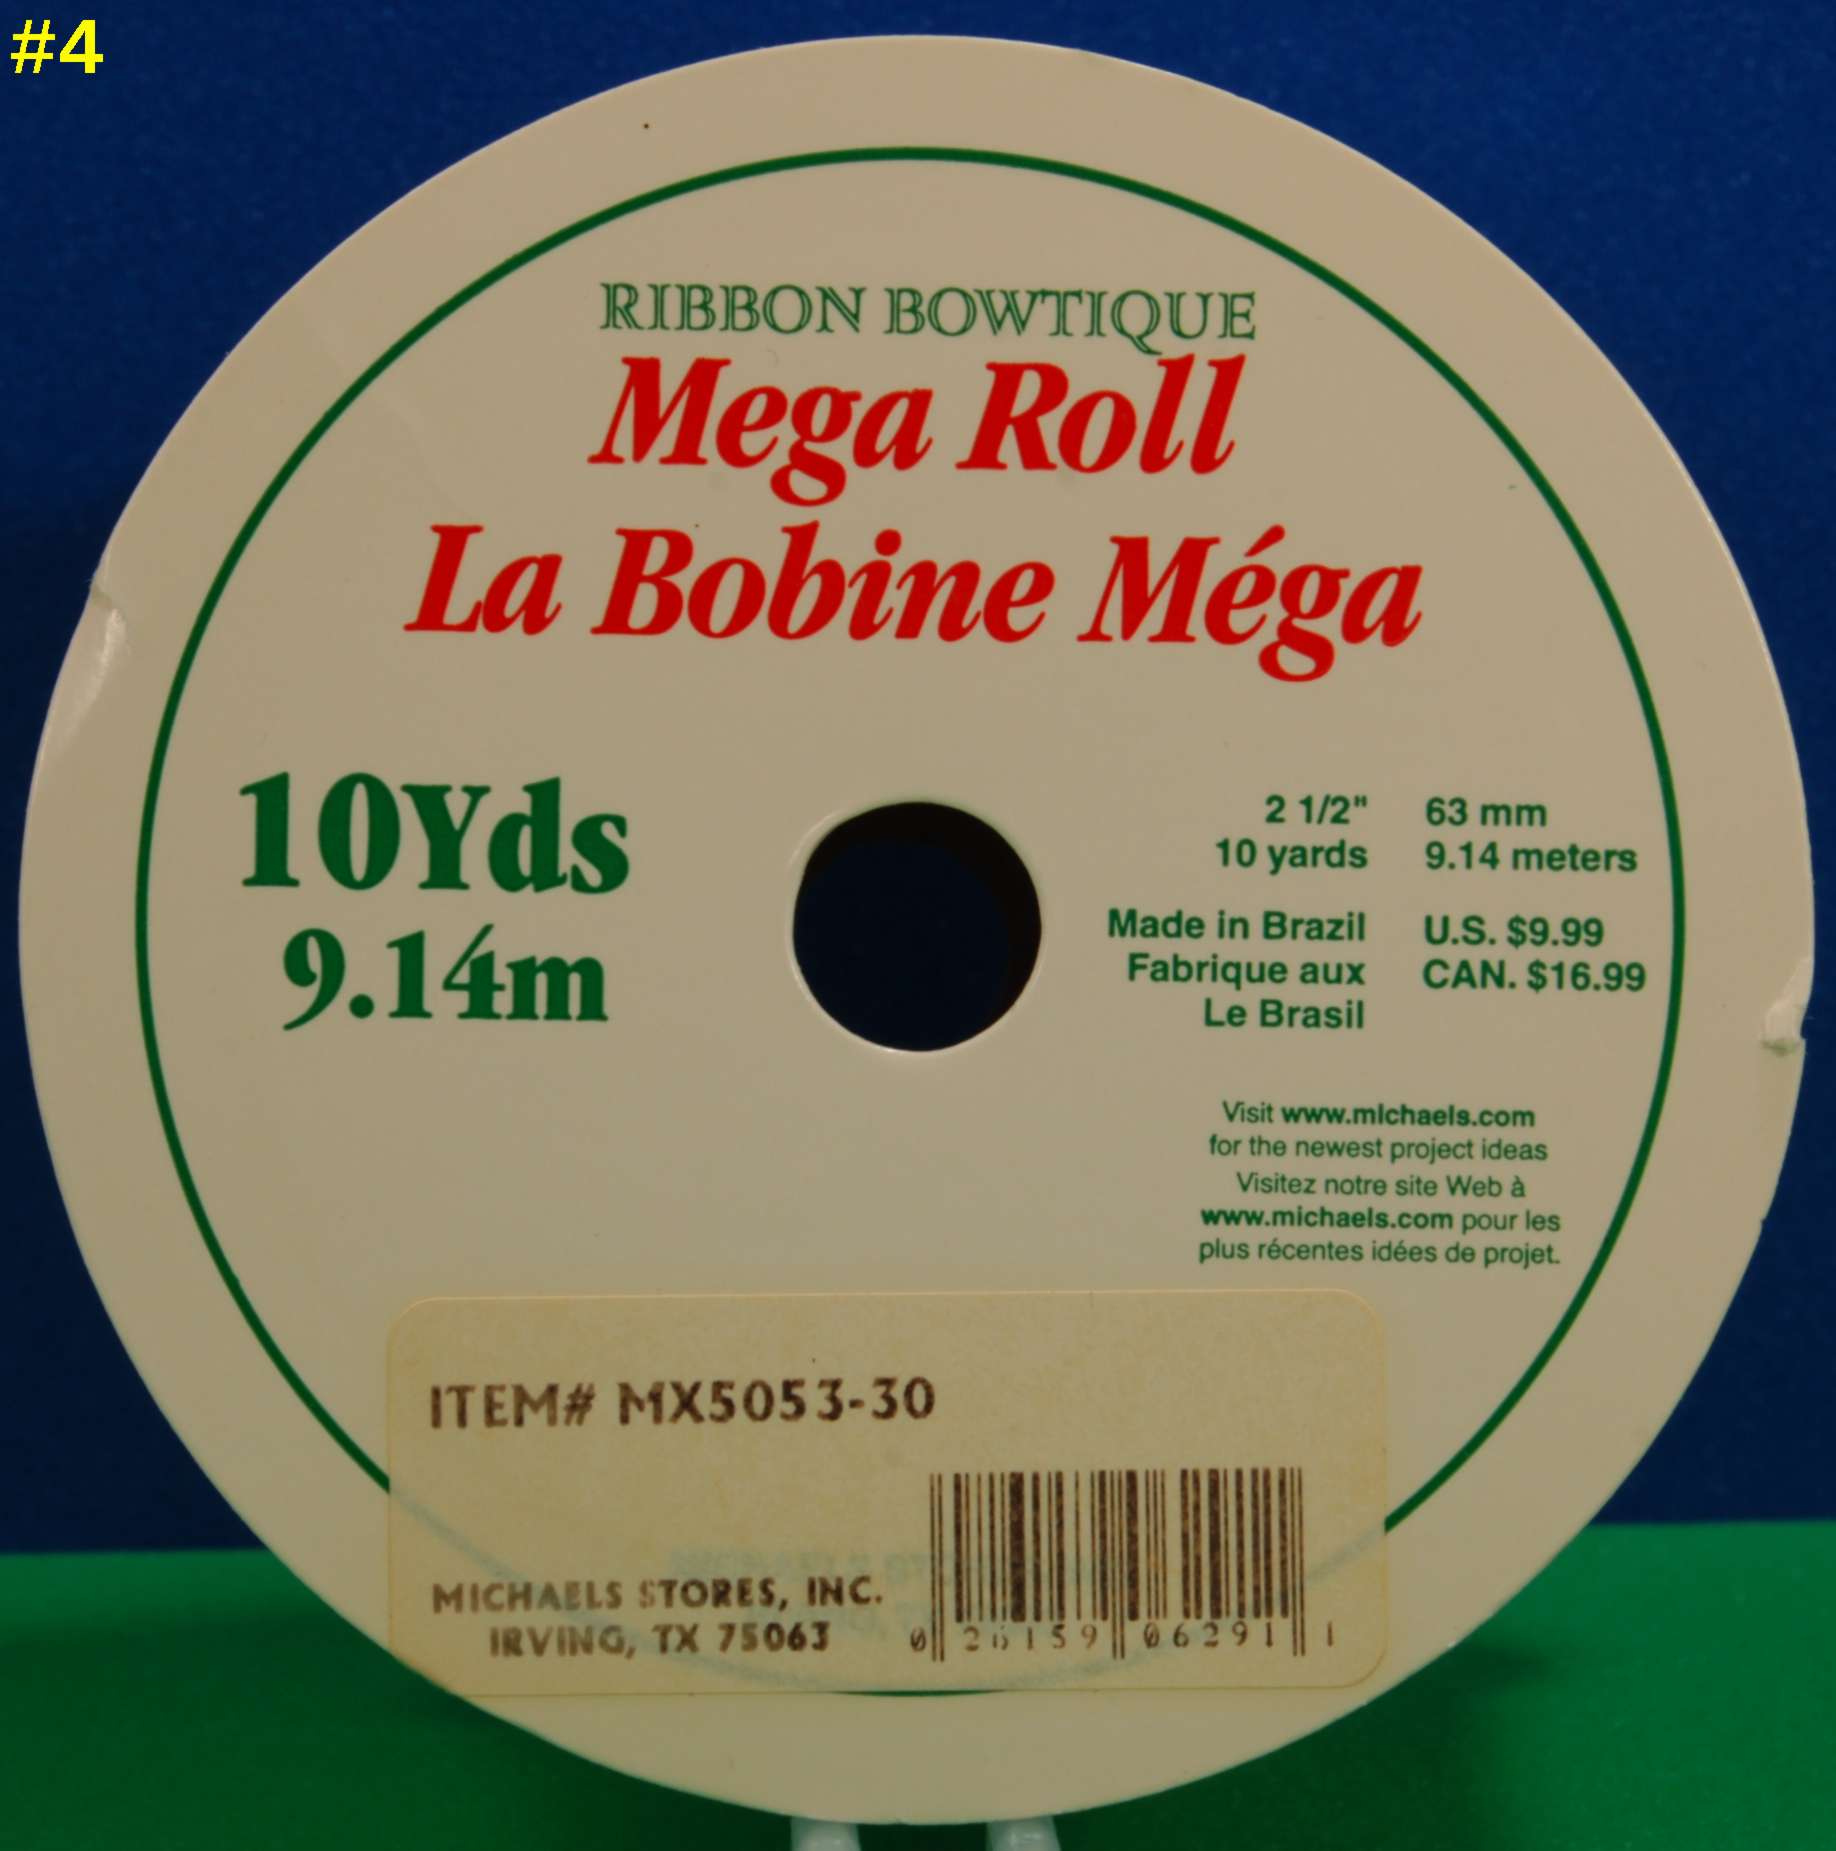 #4
RIBBON BOWTIQUE
Mega Roll
La Bobine Méga
10Yds
9.14m
2 1/2" 63 mm
10 yards 9.14 meters
Made in Brazil U.S. $9.99
Fabrique aux CAN. $16.99
Le Brasil
Visit www.michaels.com
for the newest project ideas
Visitez notre site Web à
www.michaels.com pour les
plus récentes idées de projet.
ITEM# MX5053-30
MICHAELS STORES, INC.
IRVING, TX 75063
0 26159 06291 1